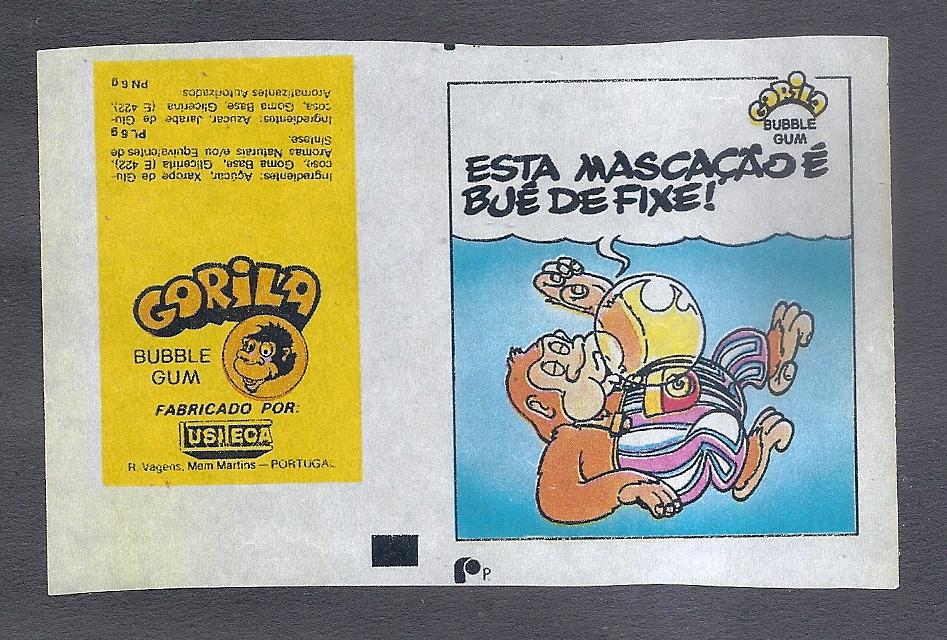 PN 6 g
Aromatizantes Autorizados
cosa, Goma Base, Glicerina (E 422),
Ingredientes: Azucar, Jarabe de Glu-
PL 5 g
Síntese.
Aromas Naturais e/ou Equivalentes de
cose, Goma Base, Glicerina (E 422),
Ingredientes: Açúcar, Xarope de Glu-
GORILA
BUBBLE
GUM
FABRICADO POR:
LUSITECA
R. Vagens, Mem Martins — PORTUGAL
GORILA
BUBBLE
GUM
ESTA MASCAÇÃO É
BUÉ DE FIXE!
P.